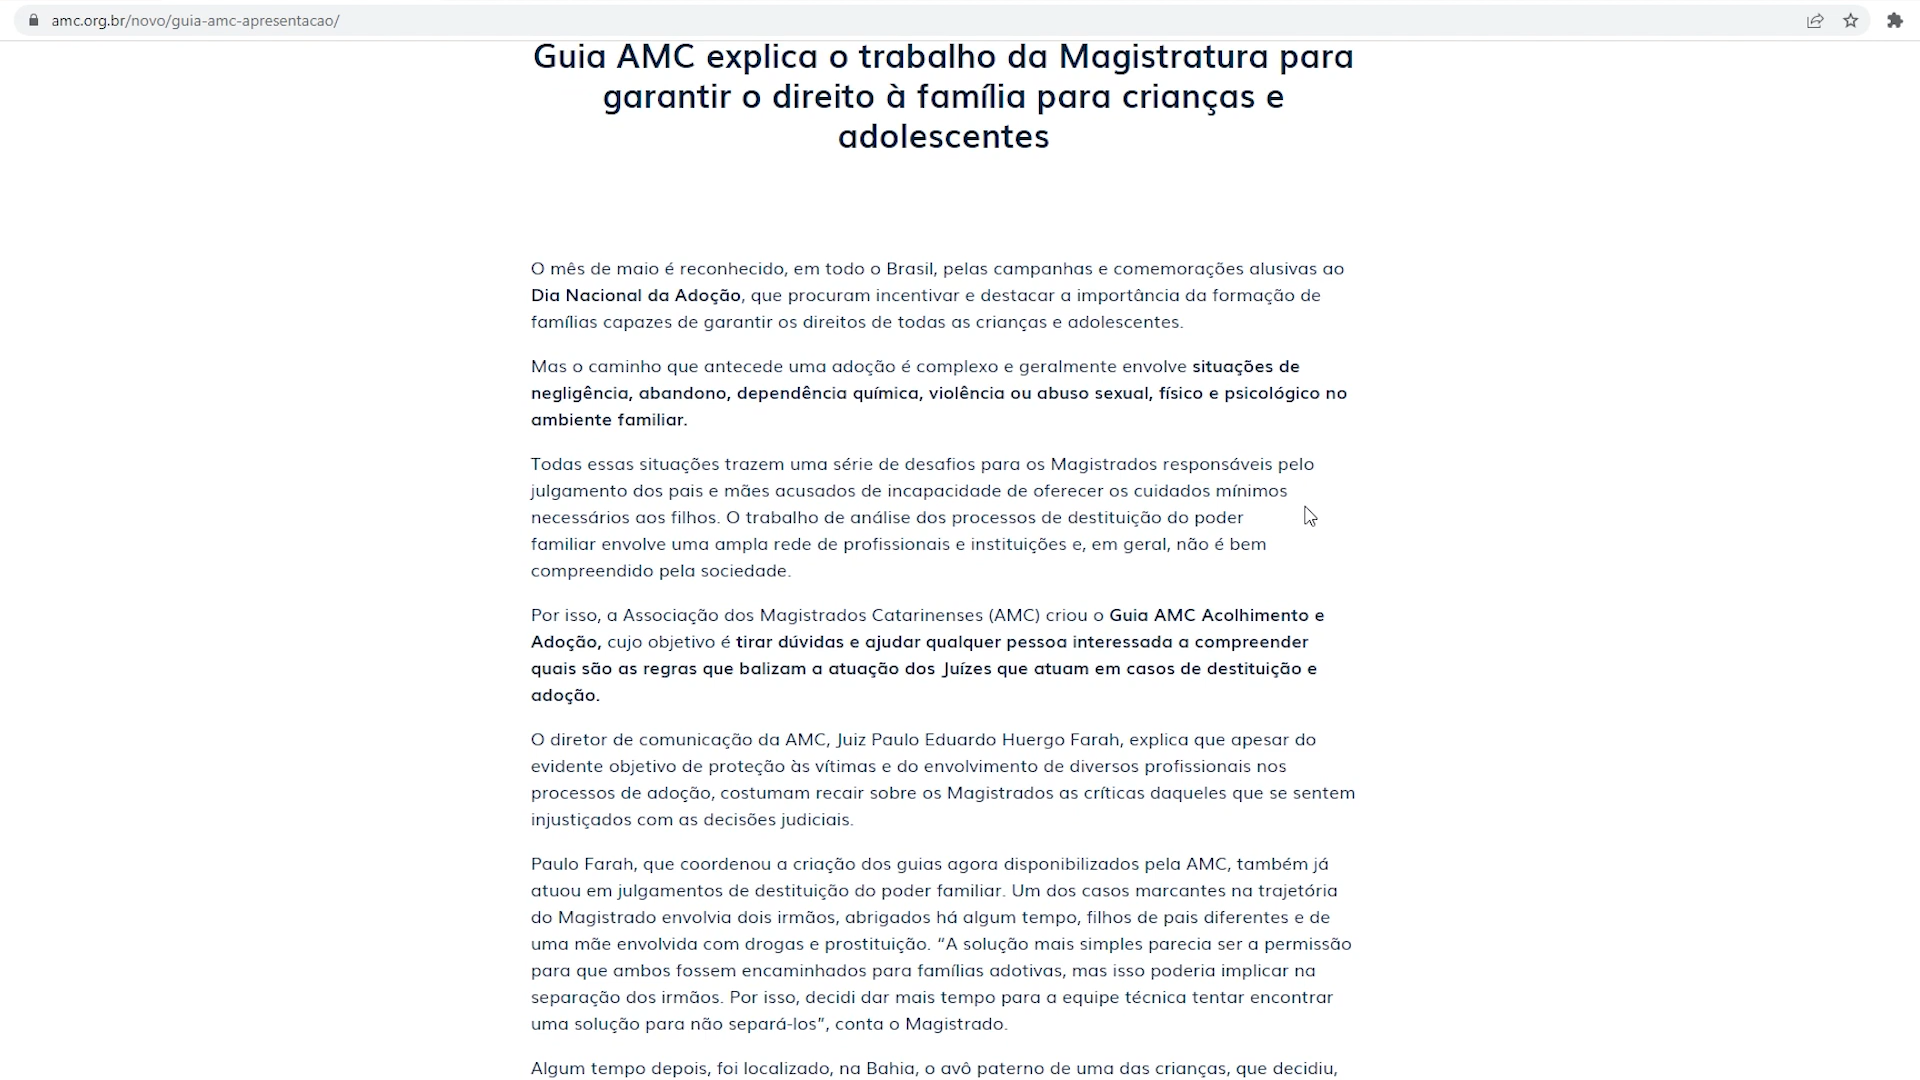 amc.org.br/novo/guia-amc-apresentacao/
Guia AMC explica o trabalho da Magistratura para
garantir o direito à família para crianças e
adolescentes
O mês de maio é reconhecido, em todo o Brasil, pelas campanhas e comemorações alusivas ao
Dia Nacional da Adoção, que procuram incentivar e destacar a importância da formação de
famílias capazes de garantir os direitos de todas as crianças e adolescentes.
Mas o caminho que antecede uma adoção é complexo e geralmente envolve situações de
negligência, abandono, dependência química, violência ou abuso sexual, físico e psicológico no
ambiente familiar.
Todas essas situações trazem uma série de desafios para os Magistrados responsáveis pelo
julgamento dos pais e mães acusados de incapacidade de oferecer os cuidados mínimos
necessários aos filhos. O trabalho de análise dos processos de destituição do poder
familiar envolve uma ampla rede de profissionais e instituições e, em geral, não é bem
compreendido pela sociedade.
Por isso, a Associação dos Magistrados Catarinenses (AMC) criou o Guia AMC Acolhimento e
Adoção, cujo objetivo é tirar dúvidas e ajudar qualquer pessoa interessada a compreender
quais são as regras que balizam a atuação dos Juízes que atuam em casos de destituição e
adoção.
O diretor de comunicação da AMC, Juiz Paulo Eduardo Huergo Farah, explica que apesar do
evidente objetivo de proteção às vítimas e do envolvimento de diversos profissionais nos
processos de adoção, costumam recair sobre os Magistrados as críticas daqueles que se sentem
injustiçados com as decisões judiciais.
Paulo Farah, que coordenou a criação dos guias agora disponibilizados pela AMC, também já
atuou em julgamentos de destituição do poder familiar. Um dos casos marcantes na trajetória
do Magistrado envolvia dois irmãos, abrigados há algum tempo, filhos de pais diferentes e de
uma mãe envolvida com drogas e prostituição. “A solução mais simples parecia ser a permissão
para que ambos fossem encaminhados para famílias adotivas, mas isso poderia implicar na
separação dos irmãos. Por isso, decidi dar mais tempo para a equipe técnica tentar encontrar
uma solução para não separá-los”, conta o Magistrado.
Algum tempo depois, foi localizado, na Bahia, o avô paterno de uma das crianças, que decidiu,